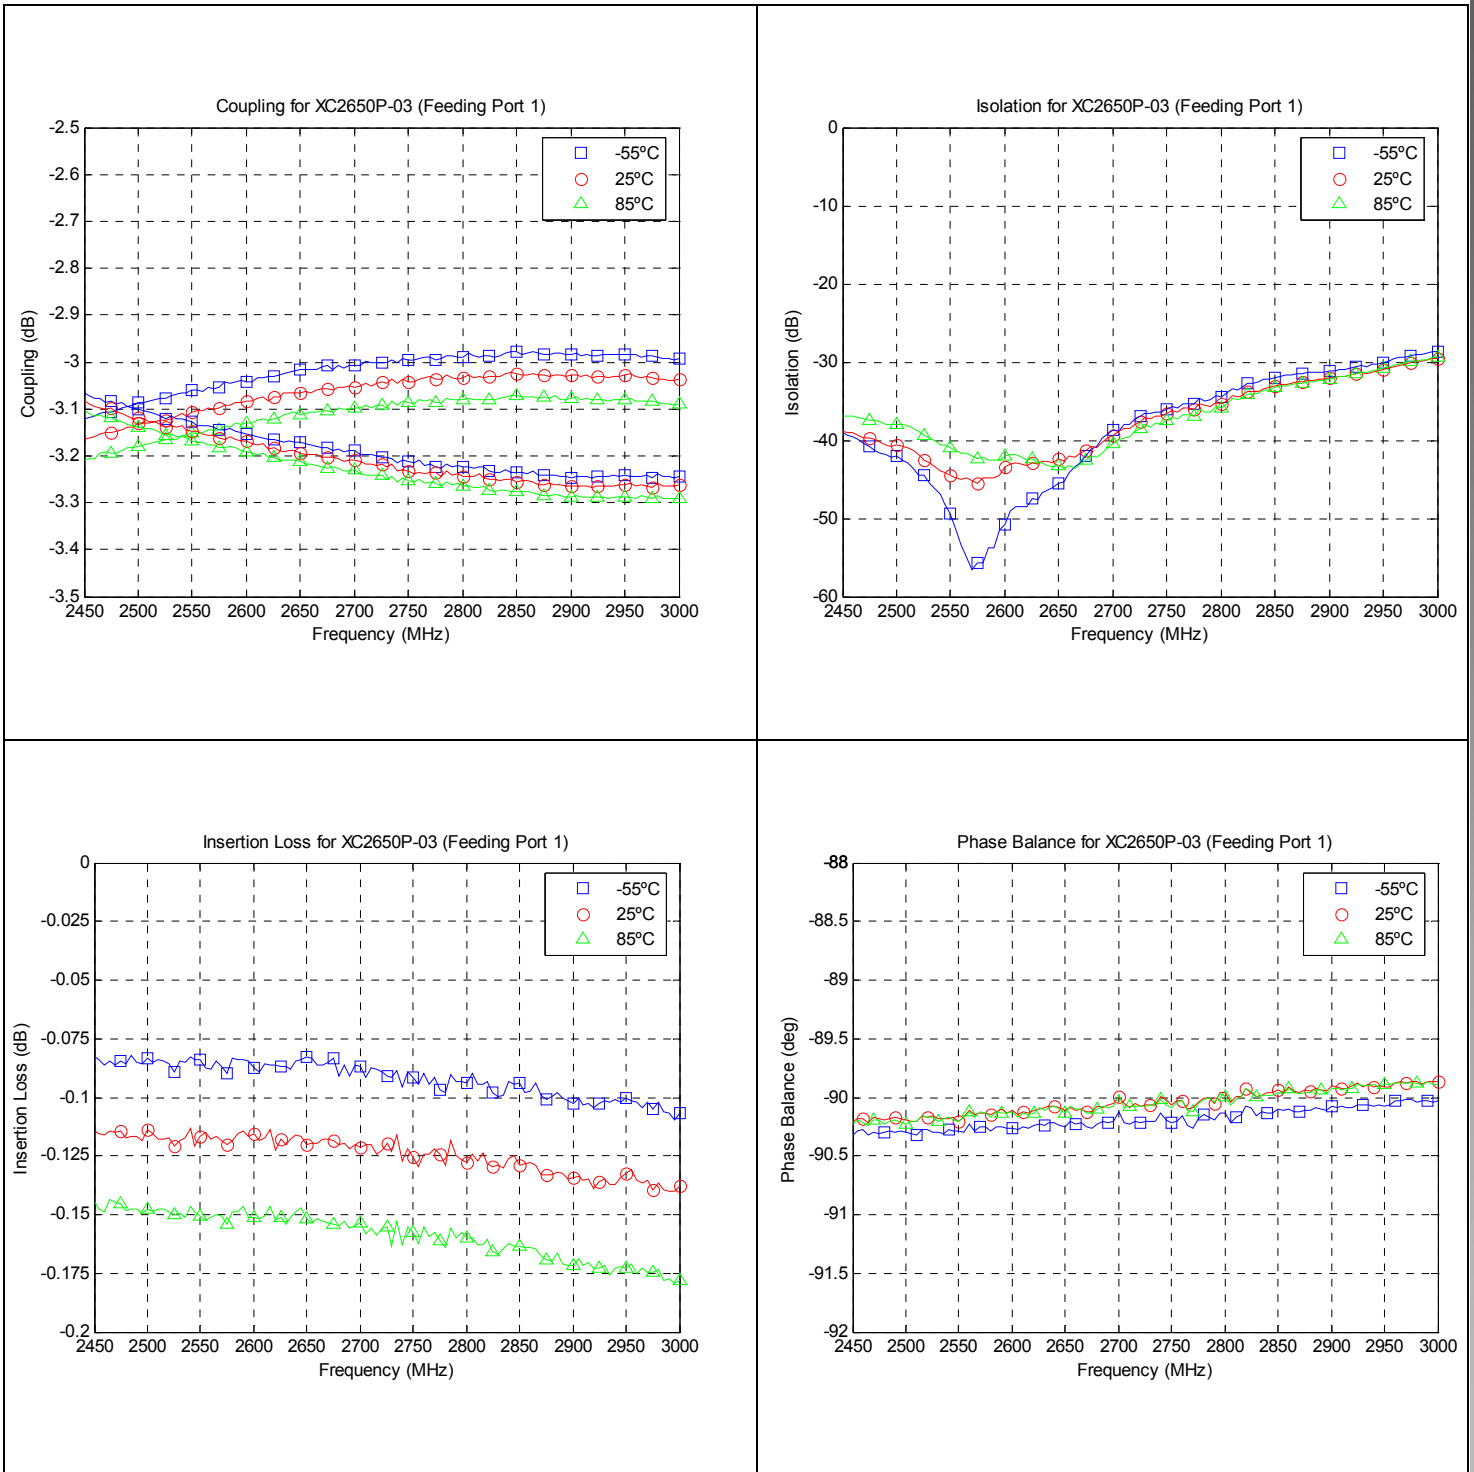 Coupling for XC2650P-03 (Feeding Port 1)
-2.5
-2.6
-2.7
-2.8
-2.9
-3
-3.1
-3.2
-3.3
-3.4
-3.5
Coupling (dB)
-55ºC
25ºC
85ºC
2450 2500 2550 2600 2650 2700 2750 2800 2850 2900 2950 3000
Frequency (MHz)
Isolation for XC2650P-03 (Feeding Port 1)
0
-10
-20
-30
-40
-50
-60
Isolation (dB)
-55ºC
25ºC
85ºC
2450 2500 2550 2600 2650 2700 2750 2800 2850 2900 2950 3000
Frequency (MHz)
Insertion Loss for XC2650P-03 (Feeding Port 1)
0
-0.025
-0.05
-0.075
-0.1
-0.125
-0.15
-0.175
-0.2
Insertion Loss (dB)
-55ºC
25ºC
85ºC
2450 2500 2550 2600 2650 2700 2750 2800 2850 2900 2950 3000
Frequency (MHz)
Phase Balance for XC2650P-03 (Feeding Port 1)
-88
-88.5
-89
-89.5
-90
-90.5
-91
-91.5
-92
Phase Balance (deg)
-55ºC
25ºC
85ºC
2450 2500 2550 2600 2650 2700 2750 2800 2850 2900 2950 3000
Frequency (MHz)